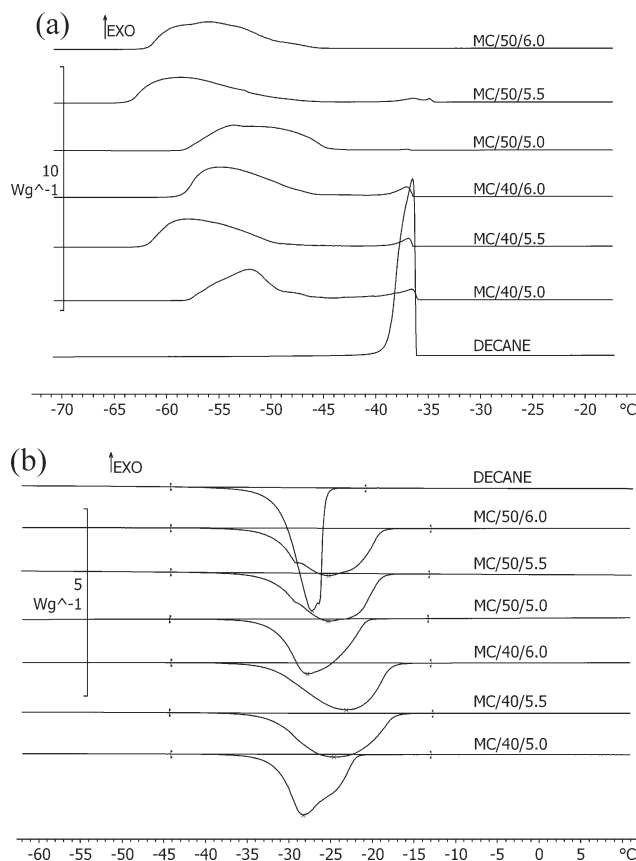 (a)
↑EXO
MC/50/6.0
MC/50/5.5
MC/50/5.0
10
Wg^-1
MC/40/6.0
MC/40/5.5
MC/40/5.0
DECANE
-70 -65 -60 -55 -50 -45 -40 -35 -30 -25 -20 °C
(b)
↑EXO
DECANE
MC/50/6.0
MC/50/5.5
5
Wg^-1
MC/50/5.0
MC/40/6.0
MC/40/5.5
MC/40/5.0
-60 -55 -50 -45 -40 -35 -30 -25 -20 -15 -10 -5 0 5 °C